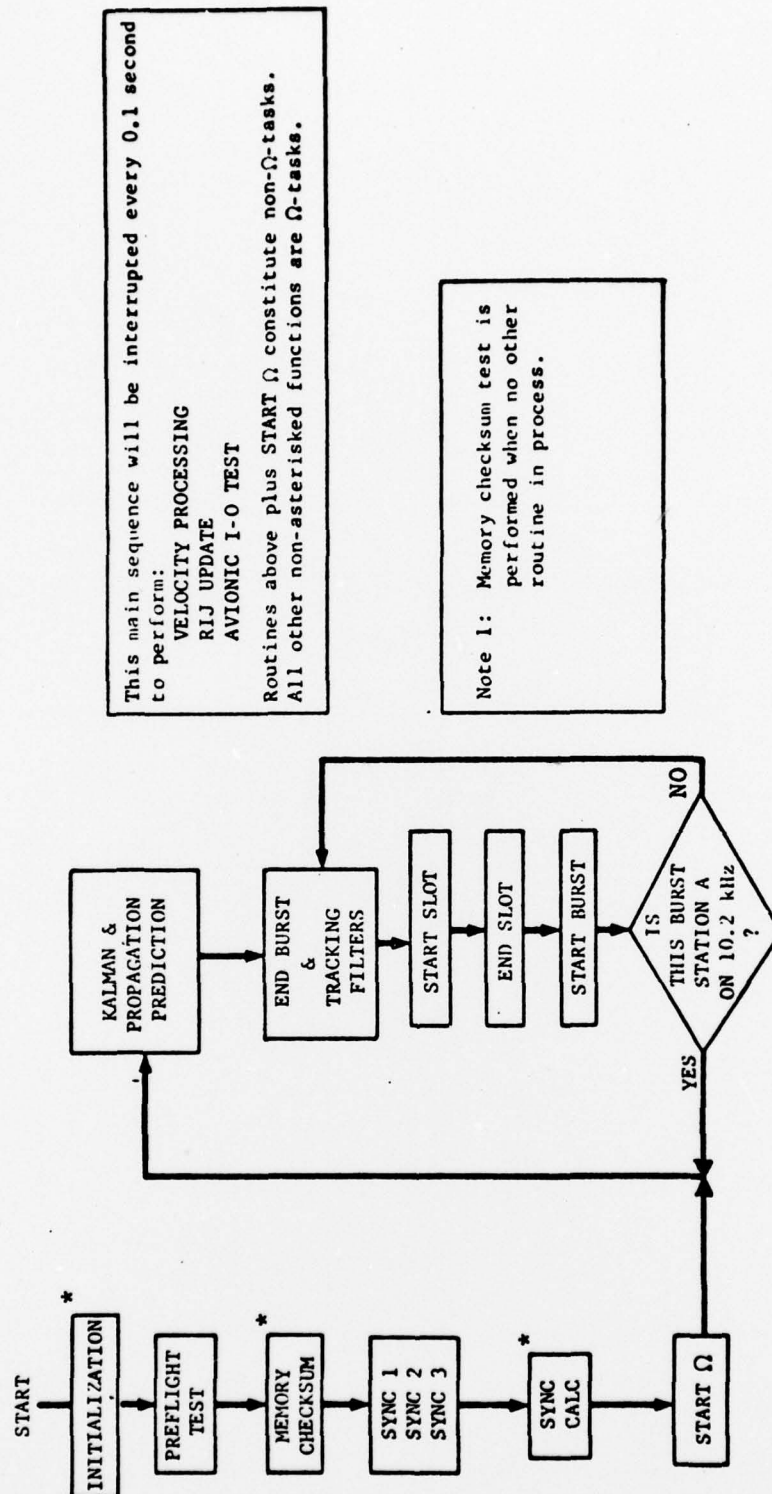 START
*
INITIALIZATION
PREFLIGHT
TEST
*
MEMORY
CHECKSUM
SYNC 1
SYNC 2
SYNC 3
*
SYNC
CALC
START Ω
KALMAN &
PROPAGATION
PREDICTION
END BURST
&
TRACKING
FILTERS
START SLOT
END SLOT
START BURST
IS
THIS BURST
STATION A
ON 10.2 kHz
?
YES
NO
This main sequence will be interrupted every 0.1 second
to perform:
VELOCITY PROCESSING
RIJ UPDATE
AVIONIC I-O TEST
Routines above plus START Ω constitute non-Ω-tasks.
All other non-asterisked functions are Ω-tasks.
Note 1: Memory checksum test is
performed when no other
routine in process.